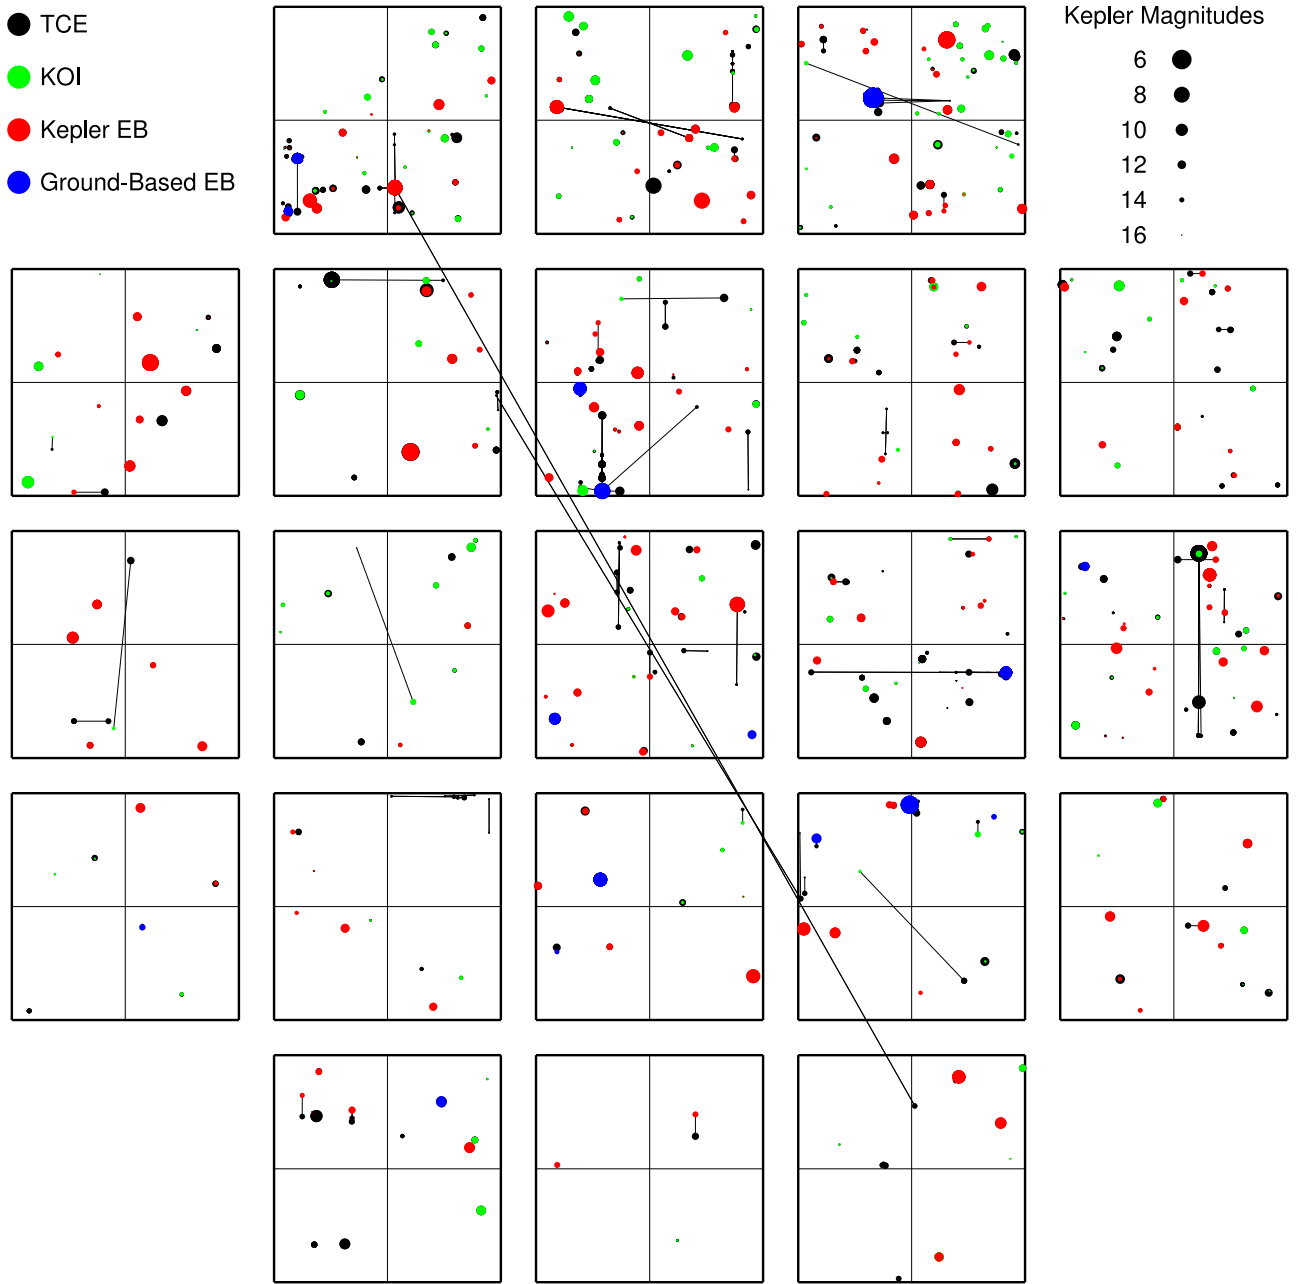 TCE
KOI
Kepler EB
Ground-Based EB
Kepler Magnitudes
6
8
10
12
14
16